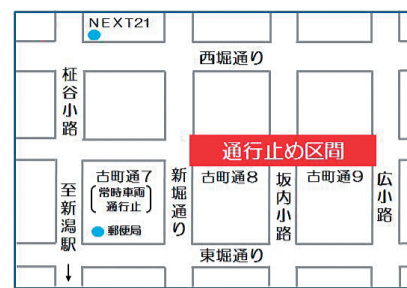 NEXT21
西堀通り
柾谷小路
通行止め区間
古町通7
(常時車両
通行止)
郵便局
新堀通り
古町通8
坂内小路
古町通9
広小路
至新潟駅
東堀通り